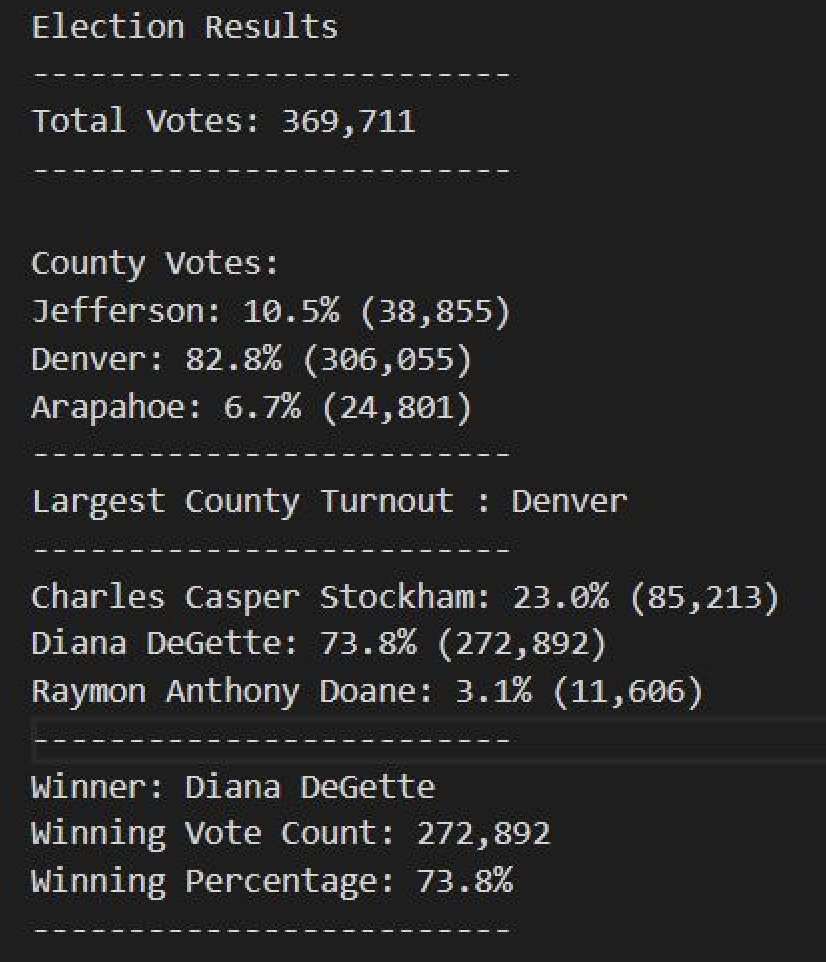 Election Results
-------------------------
Total Votes: 369,711
-------------------------
County Votes:
Jefferson: 10.5% (38,855)
Denver: 82.8% (306,055)
Arapahoe: 6.7% (24,801)
-------------------------
Largest County Turnout : Denver
-------------------------
Charles Casper Stockham: 23.0% (85,213)
Diana DeGette: 73.8% (272,892)
Raymon Anthony Doane: 3.1% (11,606)
-------------------------
Winner: Diana DeGette
Winning Vote Count: 272,892
Winning Percentage: 73.8%
-------------------------